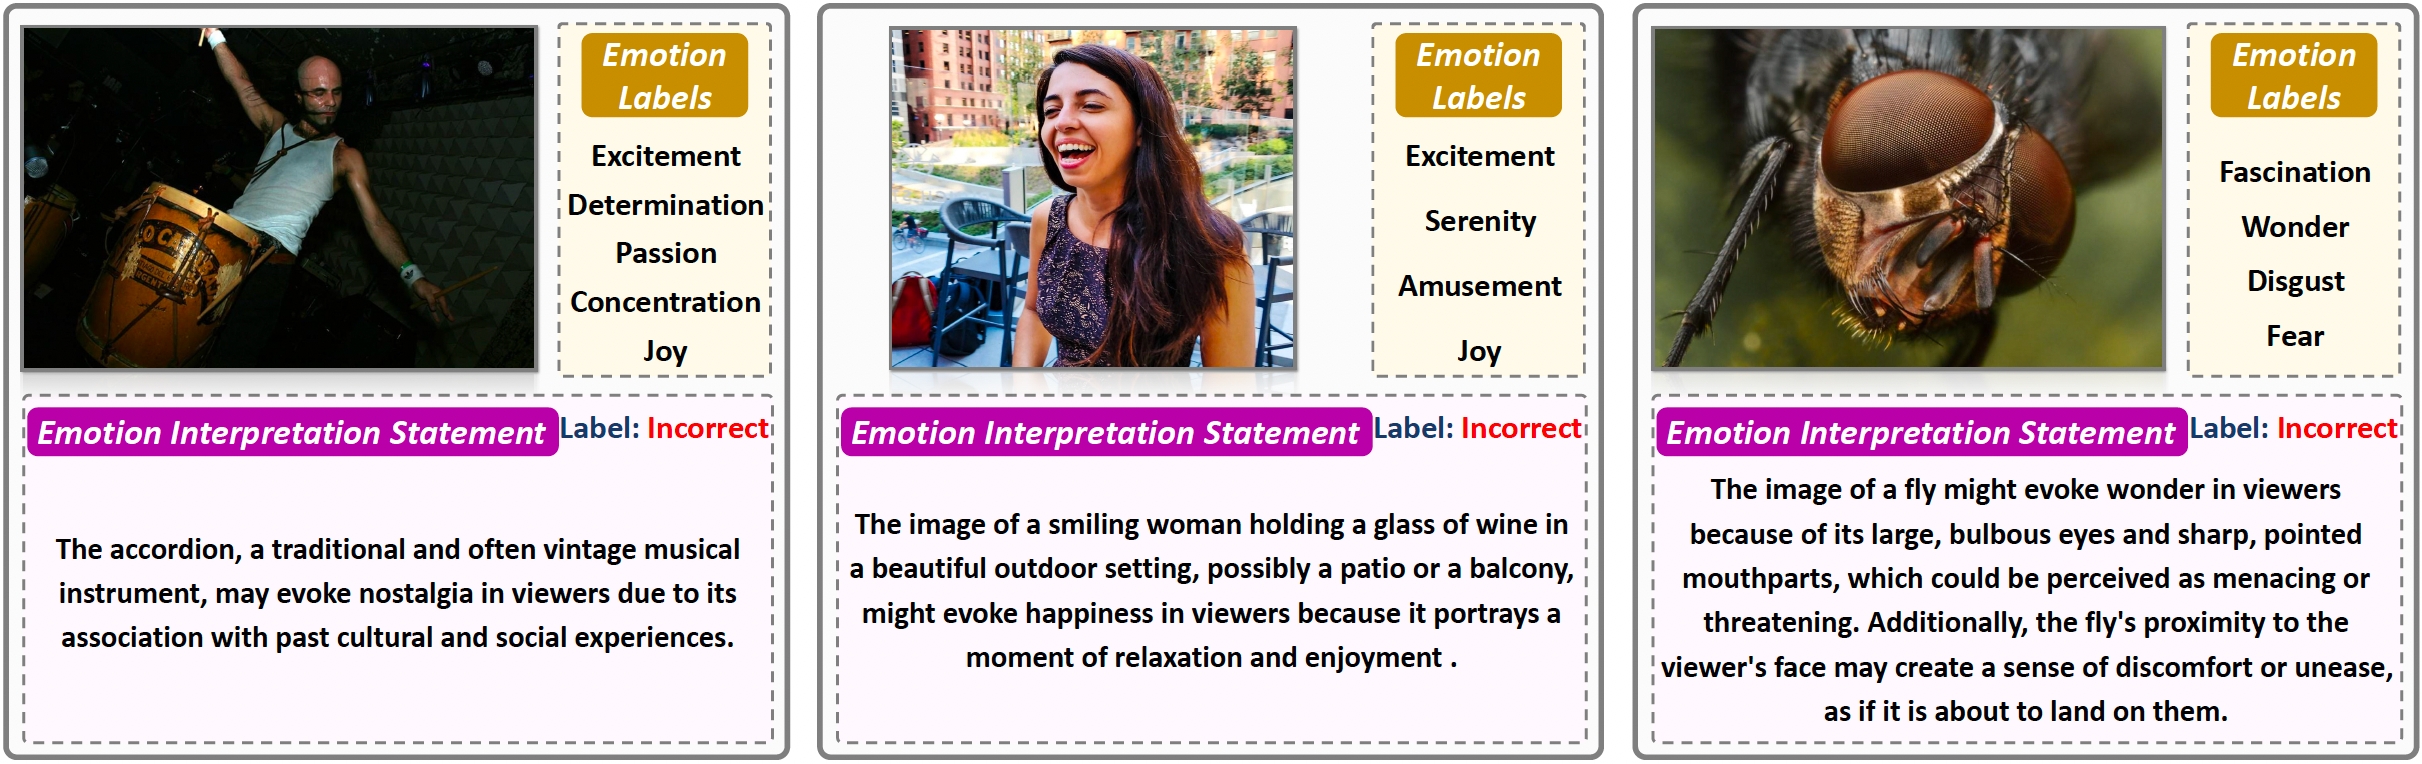 Emotion
Labels
Excitement
Determination
Passion
Concentration
Joy
Emotion Interpretation Statement Label: Incorrect
The accordion, a traditional and often vintage musical
instrument, may evoke nostalgia in viewers due to its
association with past cultural and social experiences.
Emotion
Labels
Excitement
Serenity
Amusement
Joy
Emotion Interpretation Statement Label: Incorrect
The image of a smiling woman holding a glass of wine in
a beautiful outdoor setting, possibly a patio or a balcony,
might evoke happiness in viewers because it portrays a
moment of relaxation and enjoyment .
Emotion
Labels
Fascination
Wonder
Disgust
Fear
Emotion Interpretation Statement Label: Incorrect
The image of a fly might evoke wonder in viewers
because of its large, bulbous eyes and sharp, pointed
mouthparts, which could be perceived as menacing or
threatening. Additionally, the fly's proximity to the
viewer's face may create a sense of discomfort or unease,
as if it is about to land on them.